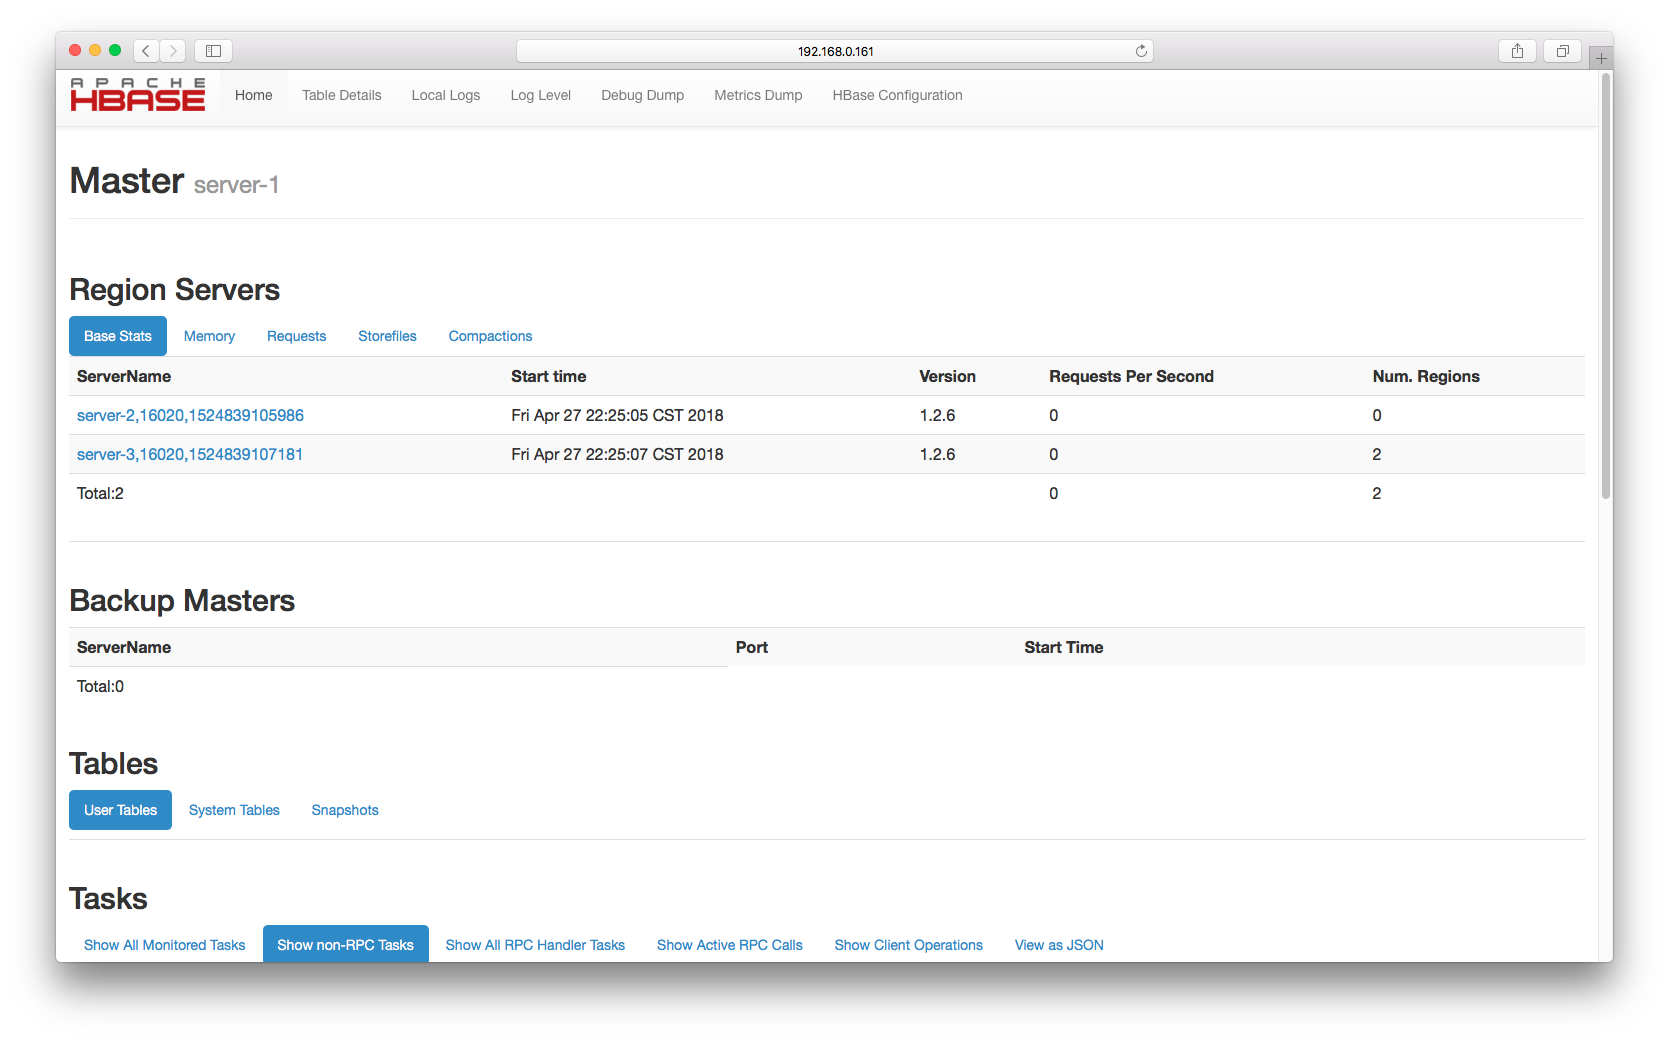 192.168.0.161
APACHE
HBASE
Home Table Details Local Logs Log Level Debug Dump Metrics Dump HBase Configuration
Master server-1
Region Servers
Base Stats Memory Requests Storefiles Compactions
ServerName Start time Version Requests Per Second Num. Regions
server-2,16020,1524839105986 Fri Apr 27 22:25:05 CST 2018 1.2.6 0 0
server-3,16020,1524839107181 Fri Apr 27 22:25:07 CST 2018 1.2.6 0 2
Total:2 0 2
Backup Masters
ServerName Port Start Time
Total:0
Tables
User Tables System Tables Snapshots
Tasks
Show All Monitored Tasks Show non-RPC Tasks Show All RPC Handler Tasks Show Active RPC Calls Show Client Operations View as JSON